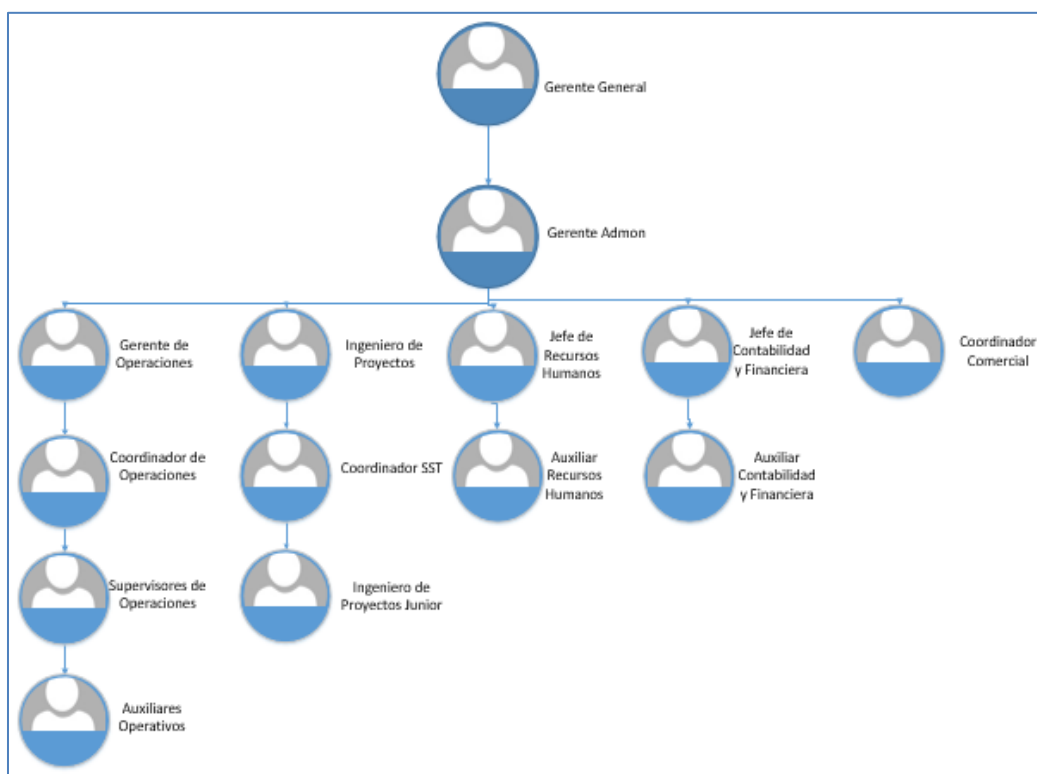 Gerente General
Gerente Admon
Gerente de
Operaciones
Ingeniero de
Proyectos
Jefe de
Recursos
Humanos
Jefe de
Contabilidad
y Financiera
Coordinador
Comercial
Coordinador de
Operaciones
Coordinador SST
Auxiliar
Recursos
Humanos
Auxiliar
Contabilidad
y Financiera
Supervisores de
Operaciones
Ingeniero de
Proyectos Junior
Auxiliares
Operativos